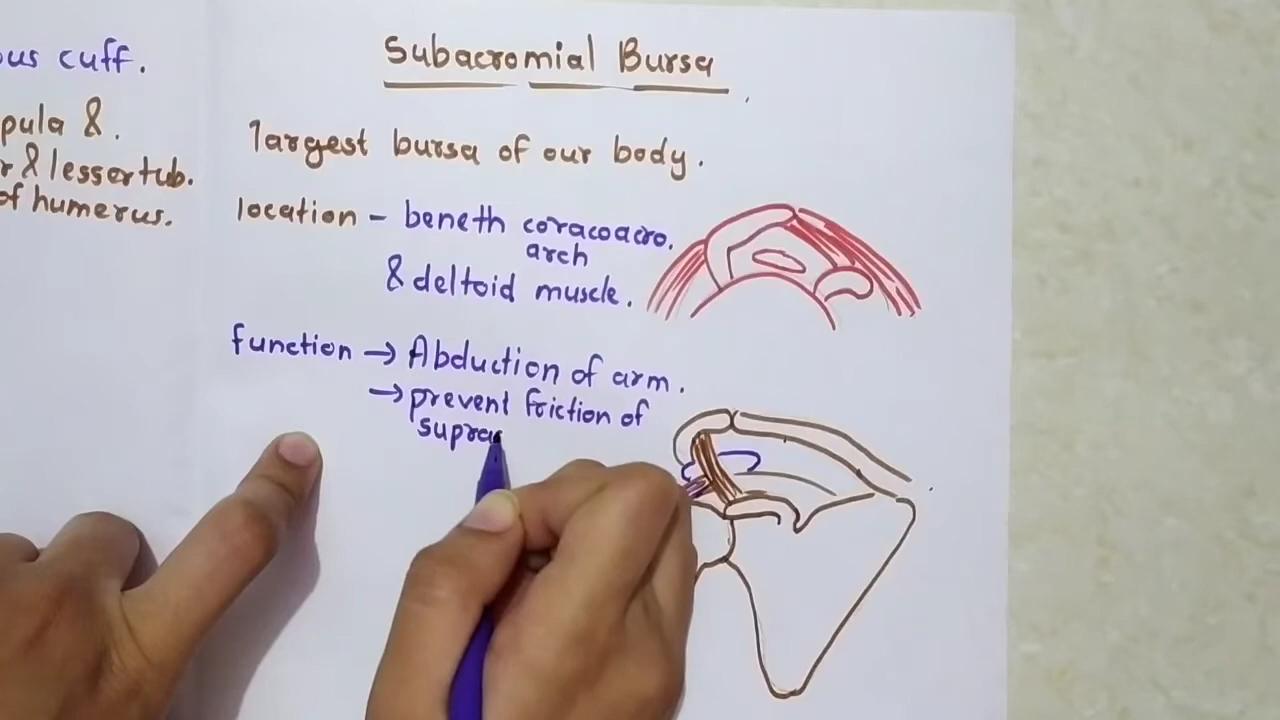 ous cuff.
pula &.
r & lesser tub.
of humerus.
Subacromial Bursa
largest bursa of our body.
location - beneth coracoacro.
arch
& deltoid muscle.
function → Abduction of arm.
→ prevent friction of
supra